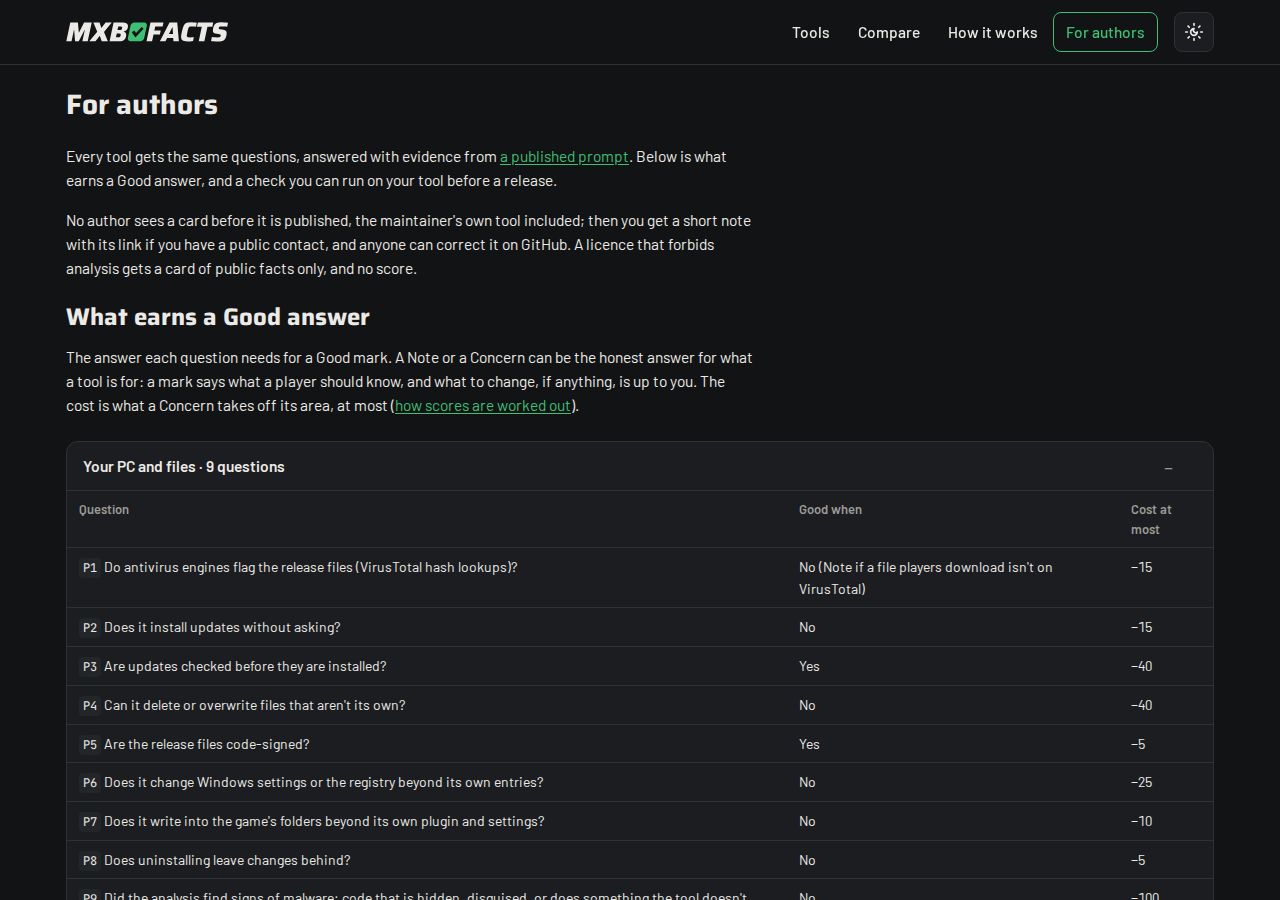 MXB FACTS
Tools
Compare
How it works
For authors
For authors
Every tool gets the same questions, answered with evidence from a published prompt. Below is what
earns a Good answer, and a check you can run on your tool before a release.
No author sees a card before it is published, the maintainer's own tool included; then you get a short note
with its link if you have a public contact, and anyone can correct it on GitHub. A licence that forbids
analysis gets a card of public facts only, and no score.
What earns a Good answer
The answer each question needs for a Good mark. A Note or a Concern can be the honest answer for what
a tool is for: a mark says what a player should know, and what to change, if anything, is up to you. The
cost is what a Concern takes off its area, at most (how scores are worked out).
Your PC and files · 9 questions –
Question Good when Cost at
most
P1 Do antivirus engines flag the release files (VirusTotal hash lookups)? No (Note if a file players download isn't on −15
VirusTotal)
P2 Does it install updates without asking? No −15
P3 Are updates checked before they are installed? Yes −40
P4 Can it delete or overwrite files that aren't its own? No −40
P5 Are the release files code-signed? Yes −5
P6 Does it change Windows settings or the registry beyond its own entries? No −25
P7 Does it write into the game's folders beyond its own plugin and settings? No −10
P8 Does uninstalling leave changes behind? No −5
P9 Did the analysis find signs of malware: code that is hidden, disguised, or does something the tool doesn't No −100